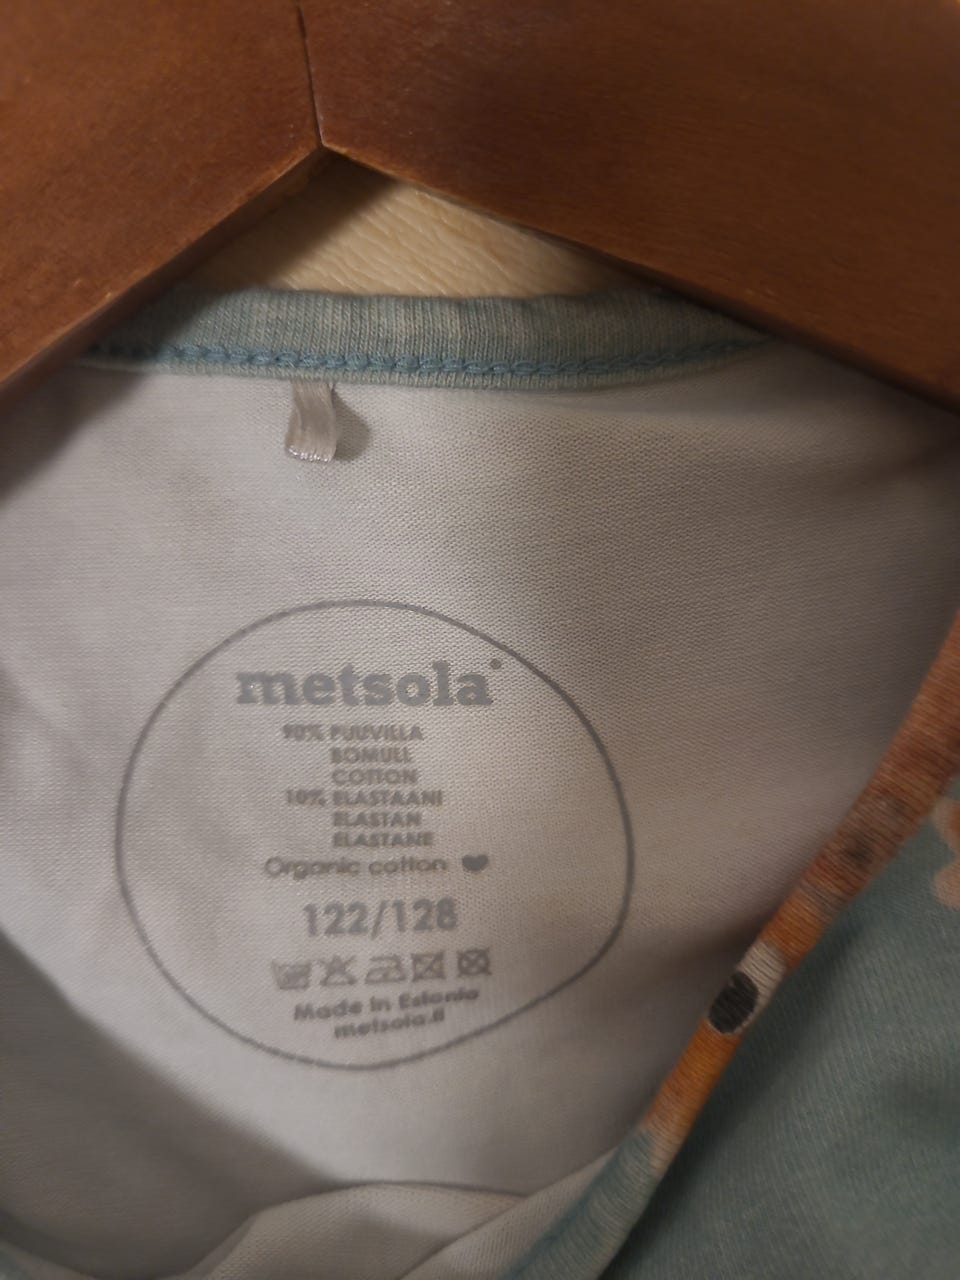 metsola
90% PUUVILLA
BOMULL
COTTON
10% ELASTAANI
ELASTAN
ELASTANE
Organic cotton
122/128
Made in Estonia
metsola.fi